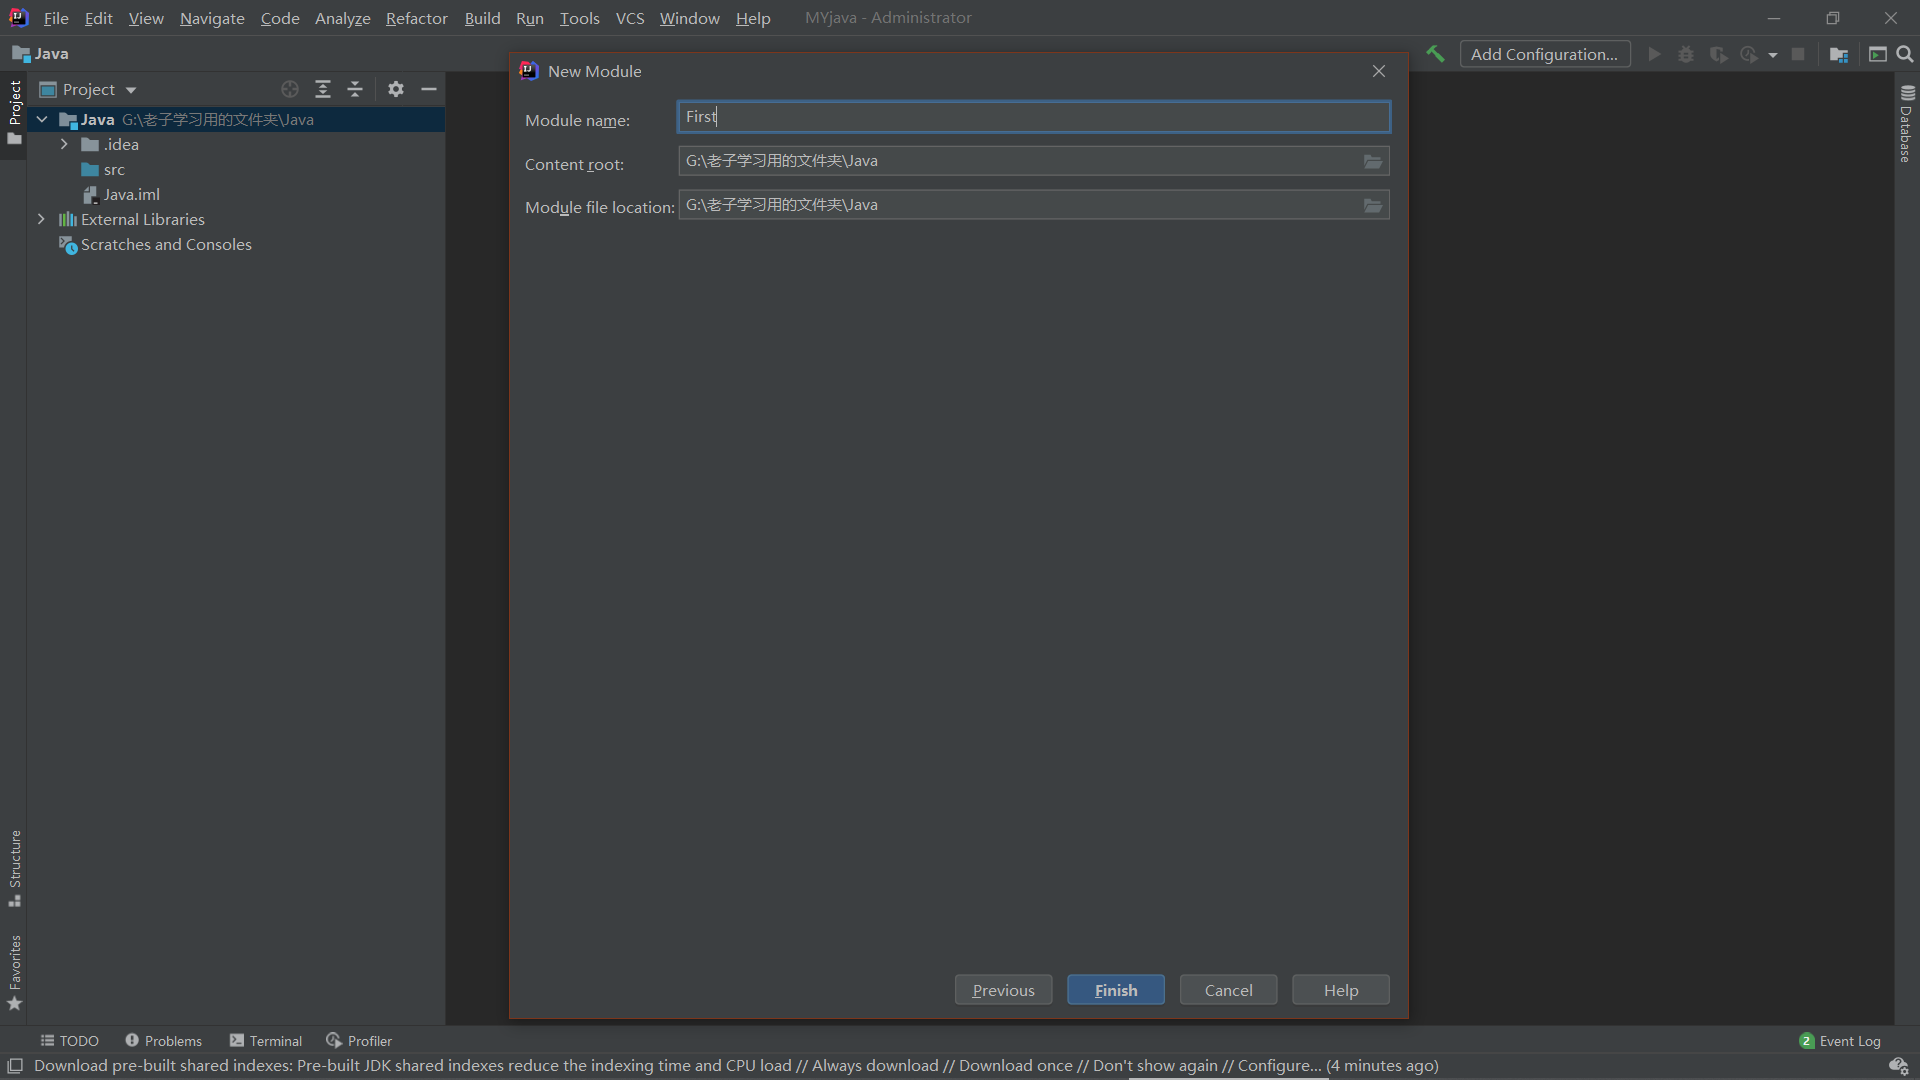 File Edit View Navigate Code Analyze Refactor Build Run Tools VCS Window Help MYjava - Administrator
Java
Add Configuration...
Project
New Module
Module name: First
Content root: G:\老子学习用的文件夹\Java
Module file location: G:\老子学习用的文件夹\Java
Project
Java G:\老子学习用的文件夹\Java
.idea
src
Java.iml
External Libraries
Scratches and Consoles
Database
Structure
Favorites
Previous Finish Cancel Help
TODO Problems Terminal Profiler 2 Event Log
Download pre-built shared indexes: Pre-built JDK shared indexes reduce the indexing time and CPU load // Always download // Download once // Don't show again // Configure... (4 minutes ago)